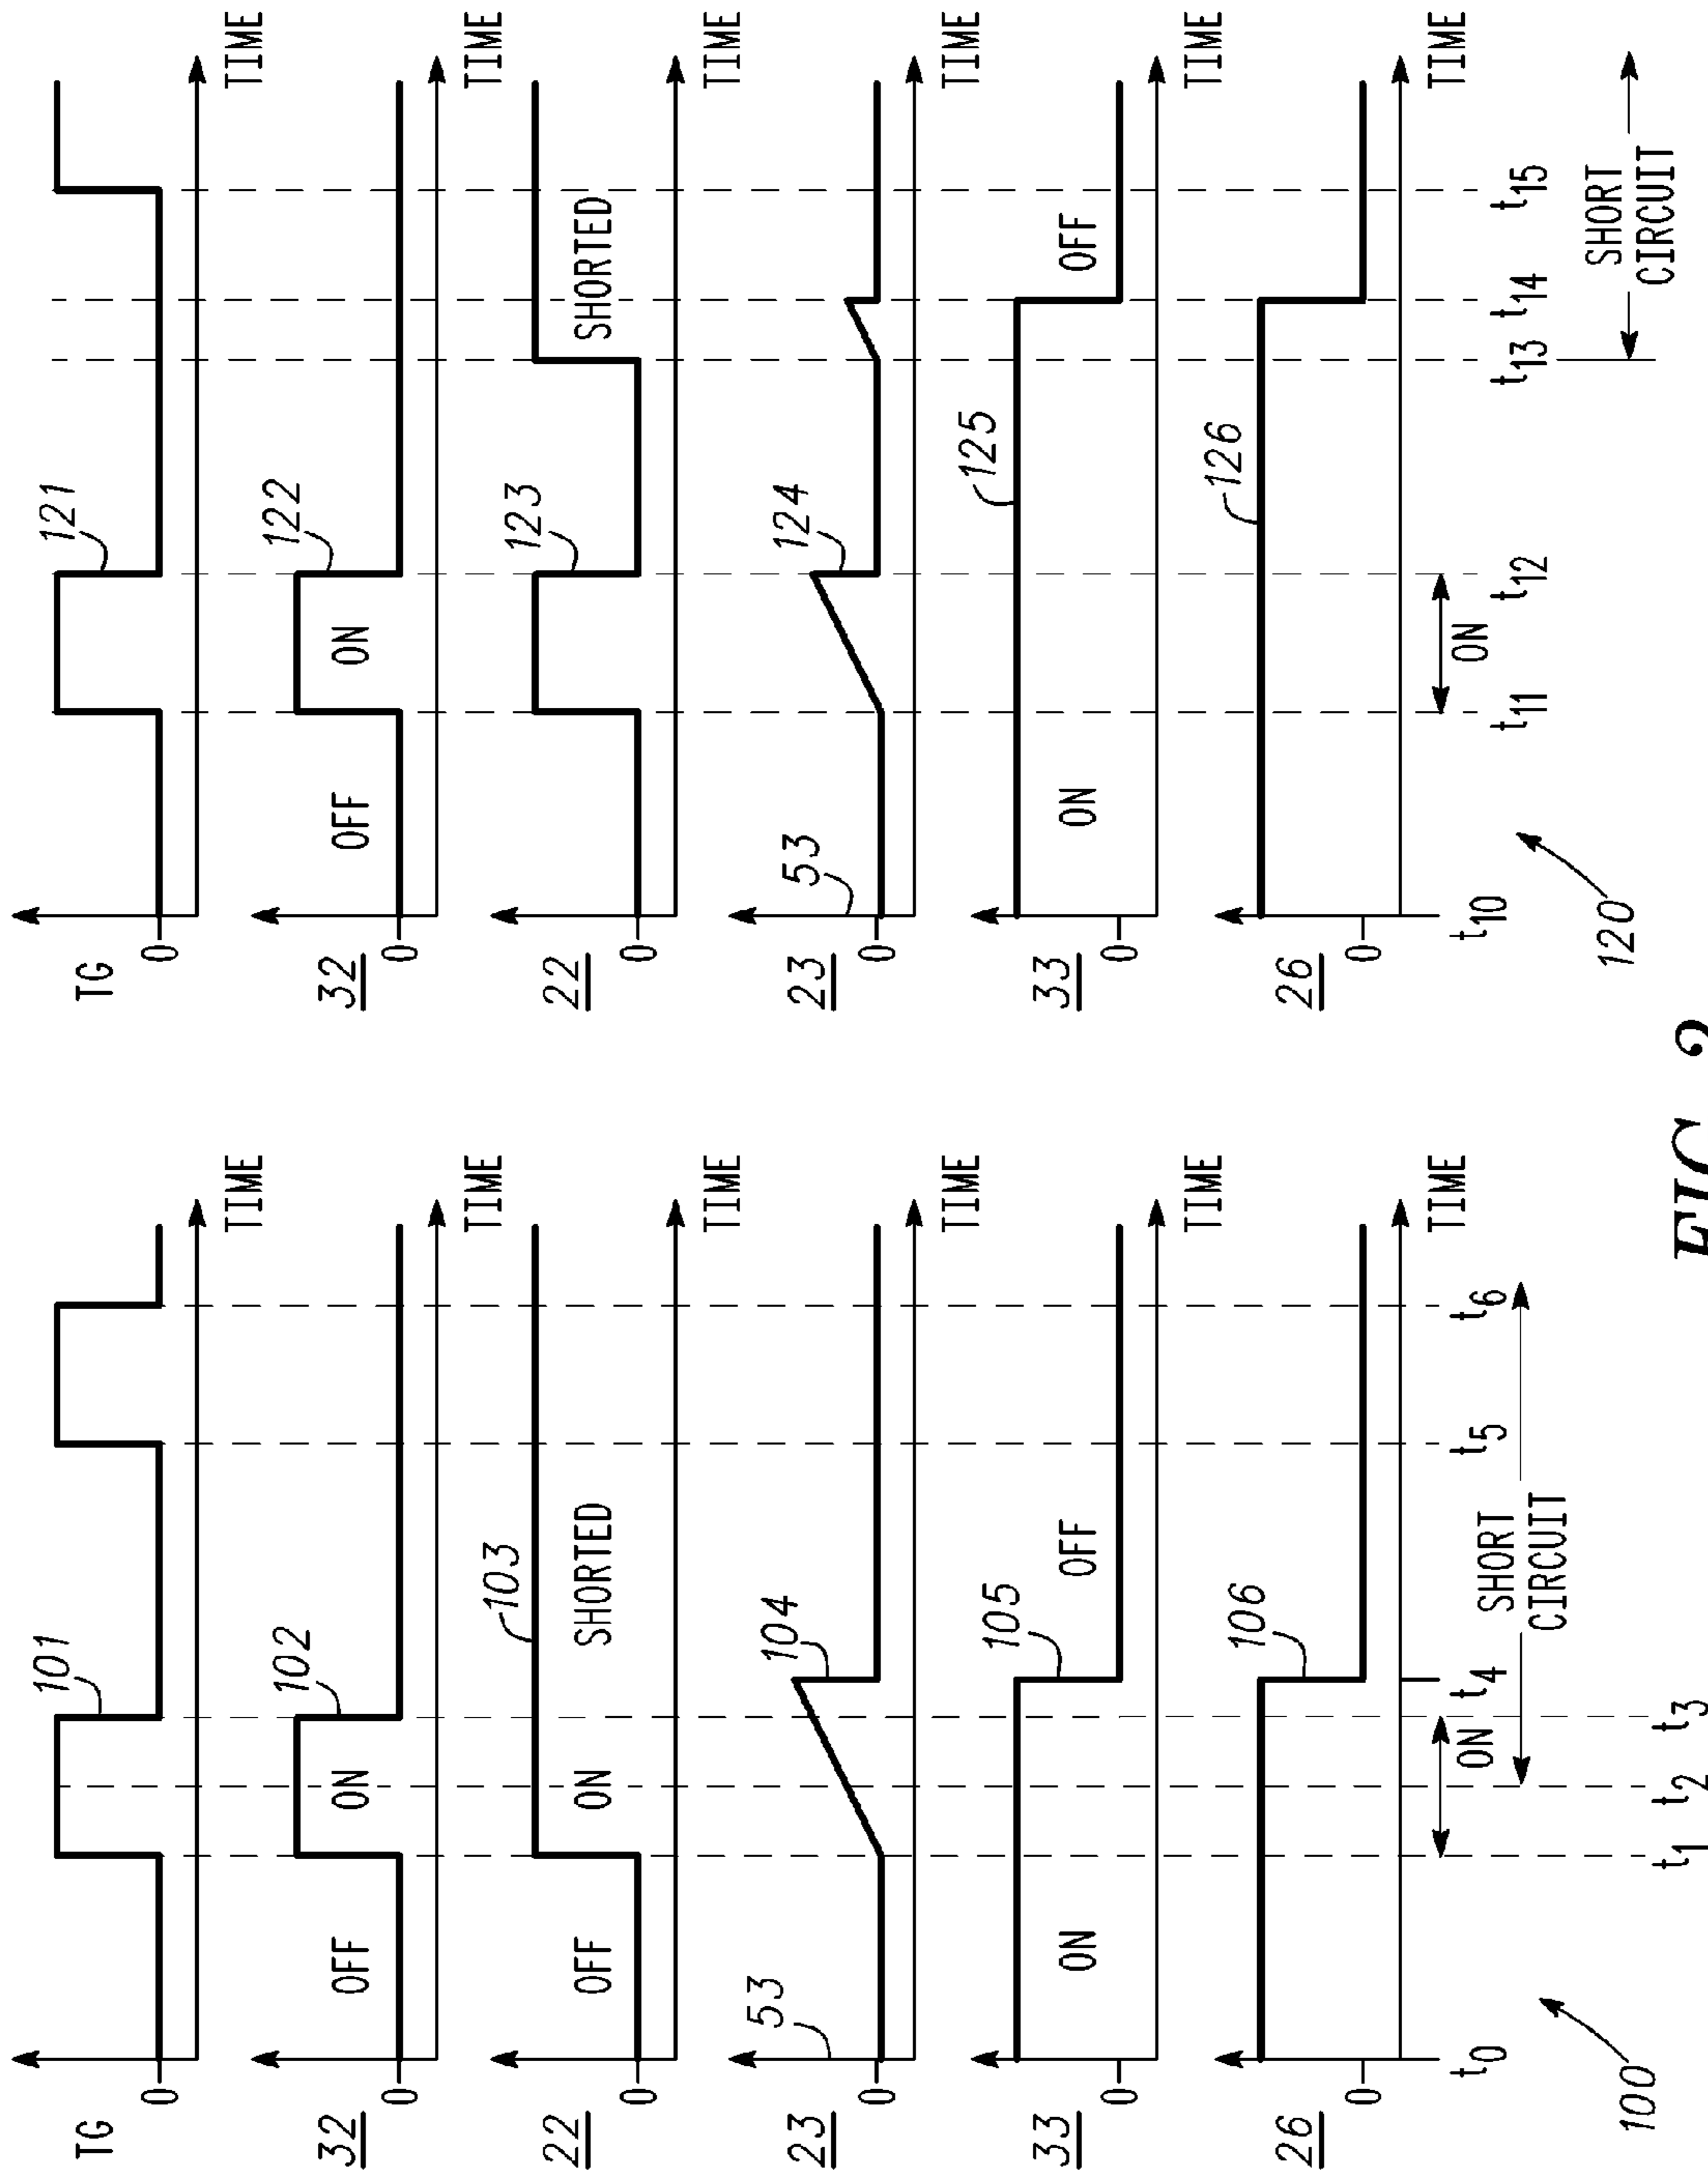 TG
0
101
TIME
32
0
OFF
ON
102
TIME
22
0
OFF
ON
103
SHORTED
TIME
23
0
53
104
TIME
33
0
ON
105
OFF
TIME
26
0
106
TIME
ON
t0
t4
t5
t6
SHORT
CIRCUIT
t1
t2
t3
100
TG
0
121
TIME
32
0
OFF
ON
122
TIME
22
0
123
SHORTED
TIME
23
0
53
124
TIME
33
0
ON
125
OFF
TIME
26
0
126
TIME
ON
t10
t11
t12
t13
t14
t15
SHORT
CIRCUIT
120
FIG.